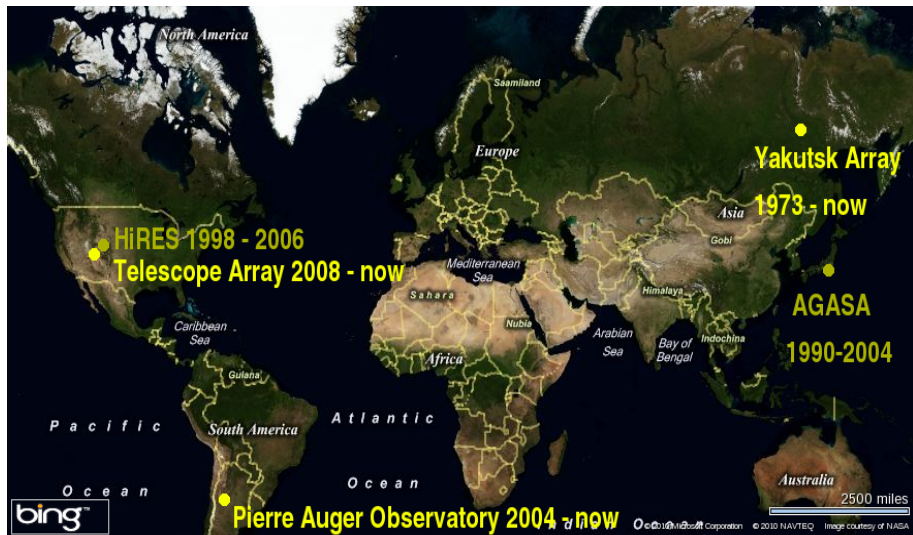 North America
Saamiland
Europe
Yakutsk Array
1973 - now
Asia
Gobi
HiRES 1998 - 2006
Telescope Array 2008 - now
Mediterranean
Sea
Sahara
Himalaya
AGASA
1990-2004
Nubia
Arabian
Sea
Caribbean
Sea
Bay of
Bengal
Indochina
Africa
Guiana
Pacific
Ocean
South America
Atlantic
Ocean
Australia
2500 miles
bing™
Pierre Auger Observatory 2004 - now
Indian Ocean
© 2010 Microsoft Corporation © 2010 NAVTEQ Image courtesy of NASA